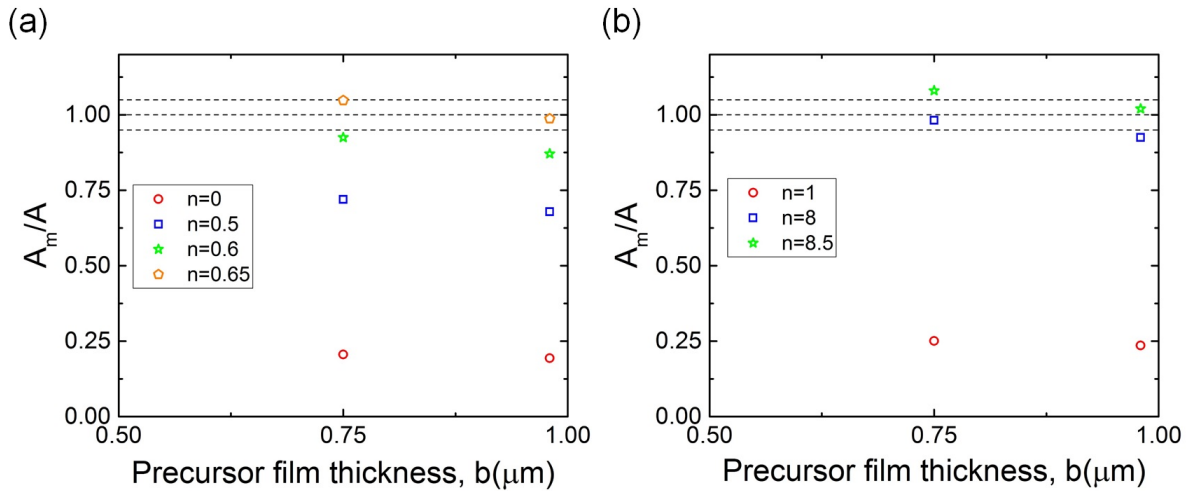 (a)
A_m/A
1.00
0.75
0.50
0.25
0.00
n=0
n=0.5
n=0.6
n=0.65
0.50
0.75
1.00
Precursor film thickness, b(μm)
(b)
A_m/A
1.00
0.75
0.50
0.25
0.00
n=1
n=8
n=8.5
0.50
0.75
1.00
Precursor film thickness, b(μm)